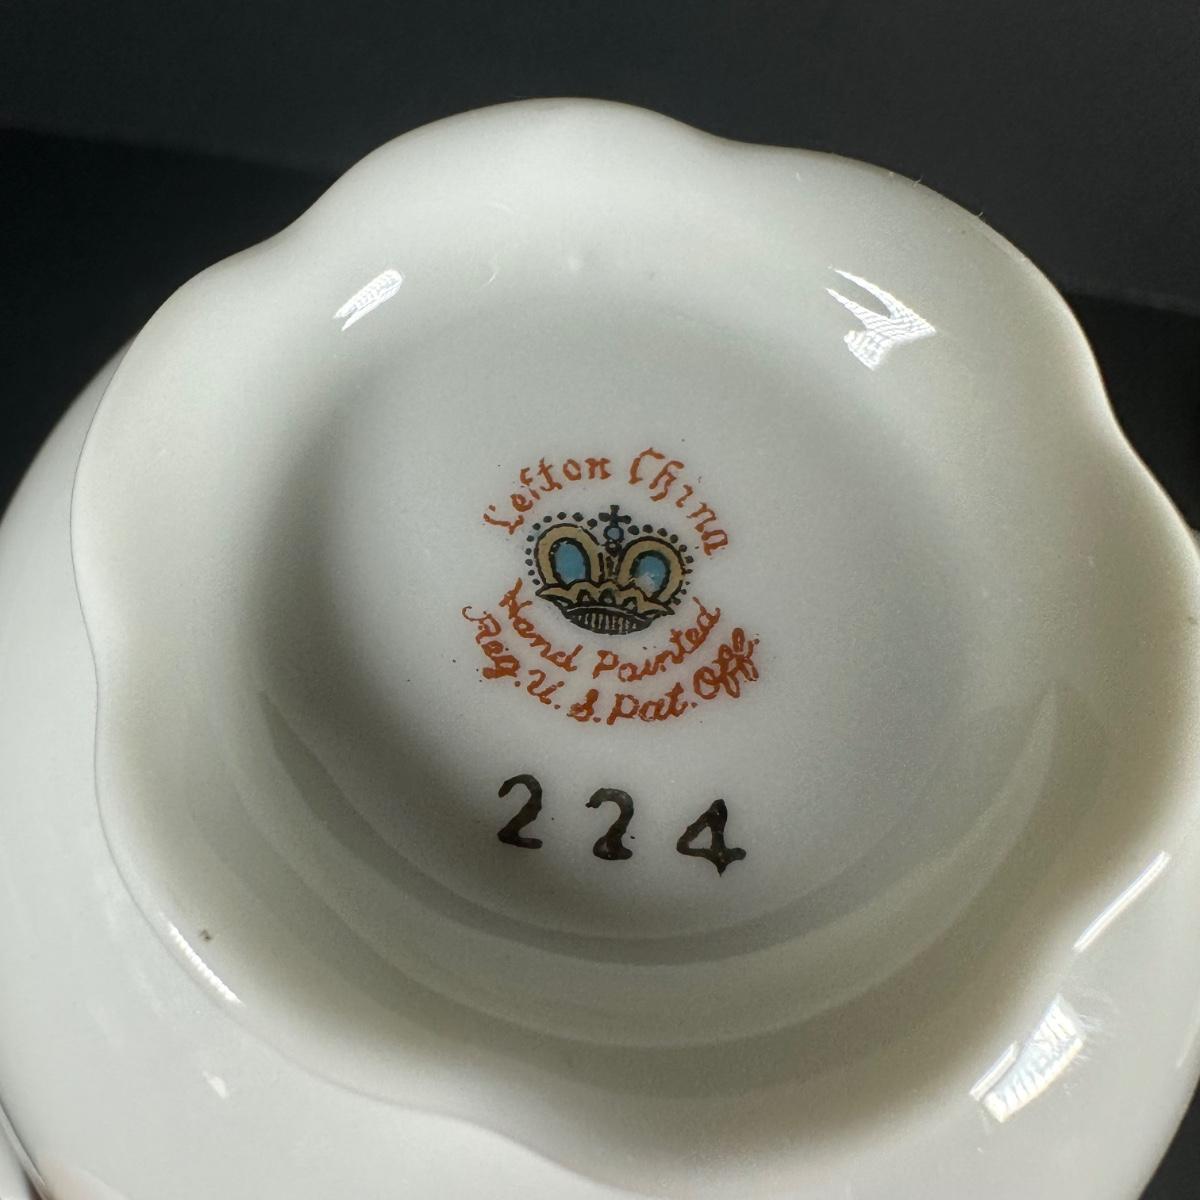 Lefton China
Hand Painted
Reg. U. S. Pat. Off.
224